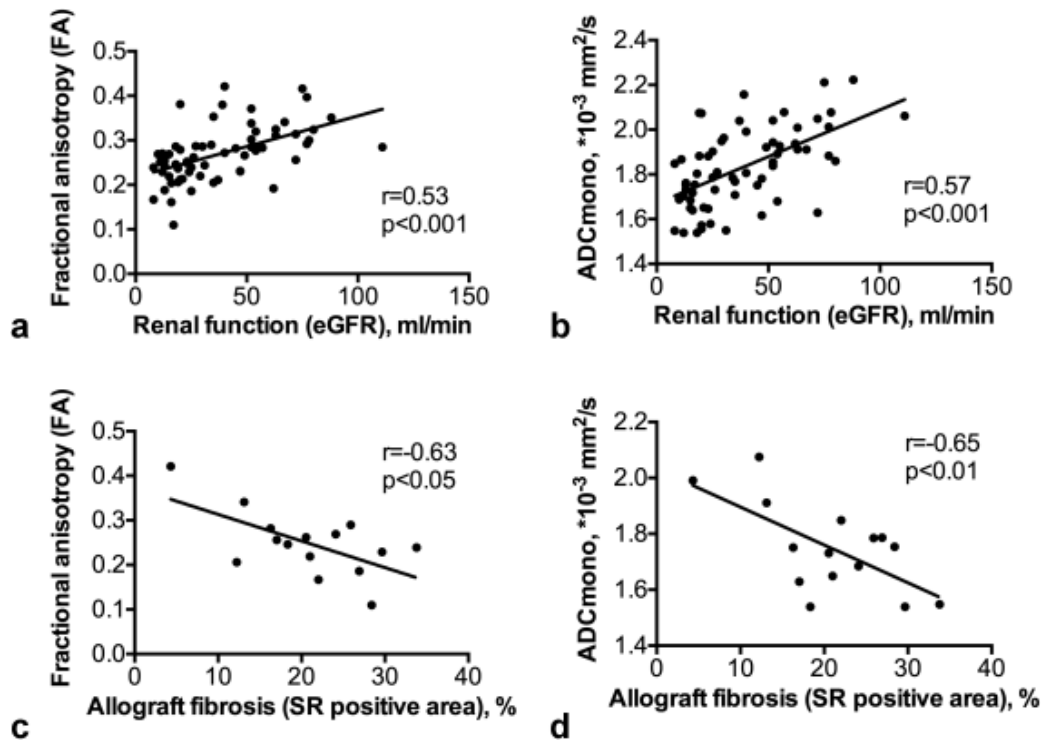 Fractional anisotropy (FA)
0.5
0.4
0.3
0.2
0.1
0.0
r=0.53
p<0.001
50
100
150
Renal function (eGFR), ml/min
a
ADCmono, *10⁻³ mm²/s
2.4
2.2
2.0
1.8
1.6
1.4
r=0.57
p<0.001
0
50
100
150
Renal function (eGFR), ml/min
b
Fractional anisotropy (FA)
0.5
0.4
0.3
0.2
0.1
0.0
r=-0.63
p<0.05
0
10
20
30
40
Allograft fibrosis (SR positive area), %
c
ADCmono, *10⁻³ mm²/s
2.2
2.0
1.8
1.6
1.4
r=-0.65
p<0.01
0
10
20
30
40
Allograft fibrosis (SR positive area), %
d